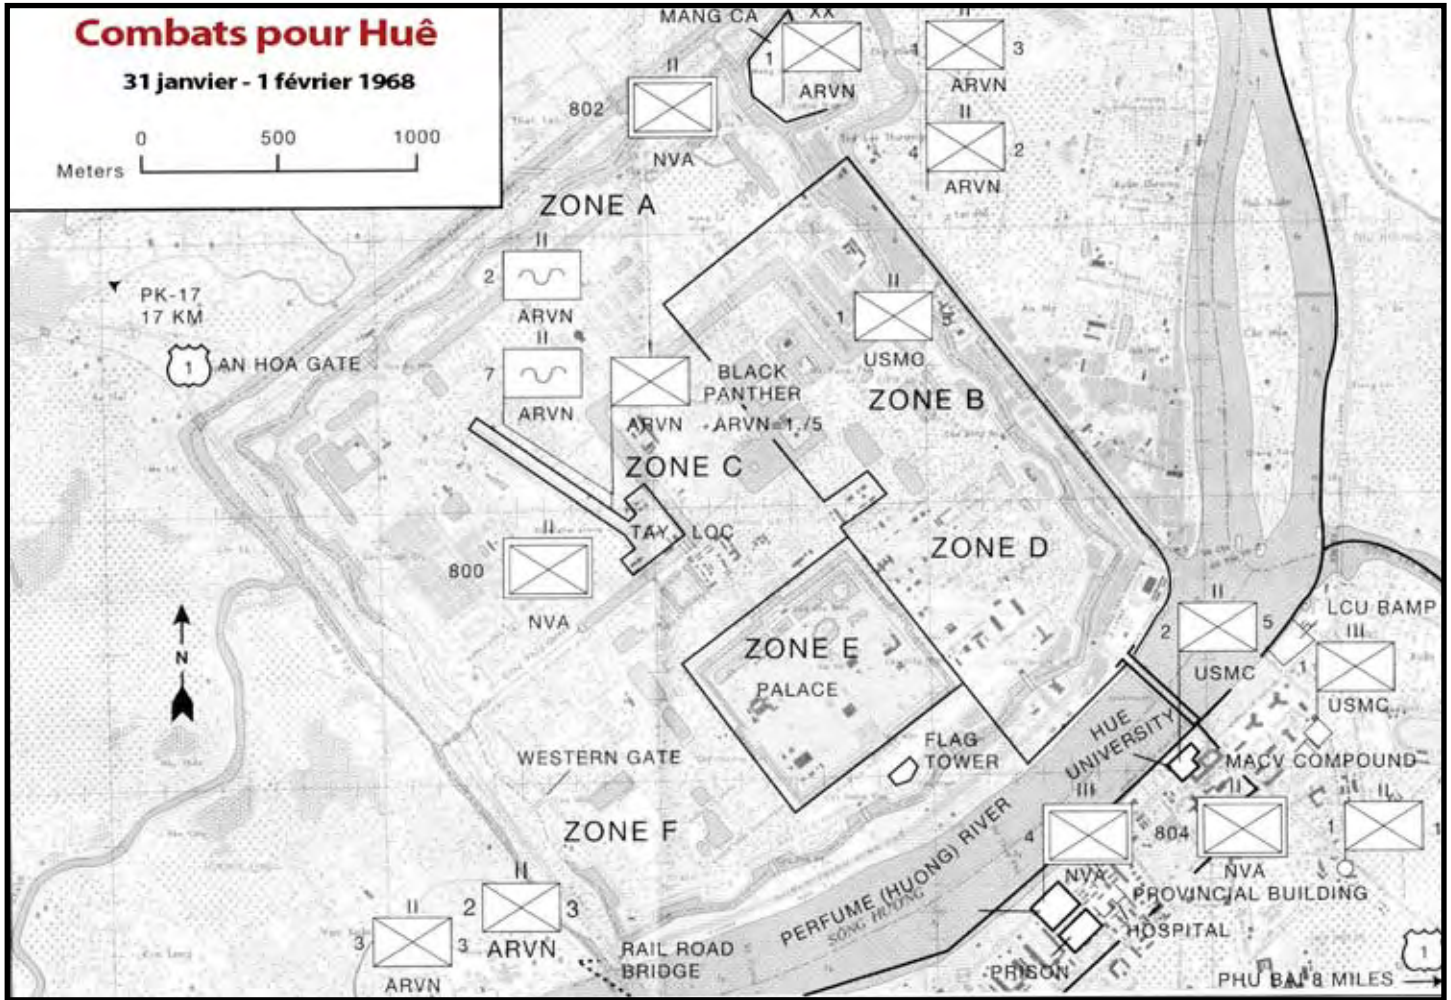 Combats pour Huê
31 janvier - 1 février 1968
0 500 1000
Meters
MANG CA
XX
1
ARVN
II
1 3
ARVN
II
802
NVA
II
4 2
ARVN
ZONE A
II
2
ARVN
PK-17
17 KM
1
AN HOA GATE
II
7
ARVN
I
ARVN
BLACK
PANTHER
ARVN 1./5
II
1
USMC
ZONE B
ZONE C
TAY LOC
II
800
NVA
ZONE D
N
ZONE E
PALACE
II
2 5
USMC
LCU RAMP
III
1
USMC
WESTERN GATE
FLAG
TOWER
HUE
UNIVERSITY
MACV COMPOUND
ZONE F
PERFUME (HUONG) RIVER
SÔNG HUONG
III
4
NVA
II
804
NVA
II
1 1
PROVINCIAL BUILDING
HOSPITAL
PRISON
II
2 3
ARVN
II
3 3
ARVN
RAIL ROAD
BRIDGE
1
PHU BAI 8 MILES